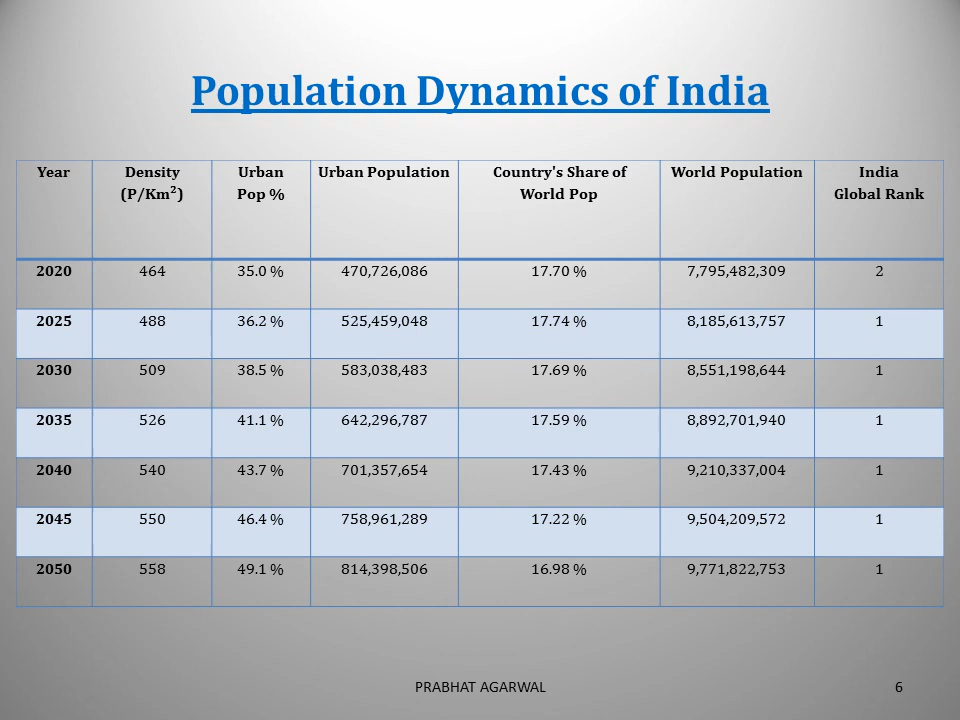 Population Dynamics of India
Year Density Urban Urban Population Country's Share of World Population India
(P/Km²) Pop % World Pop Global Rank
2020 464 35.0 % 470,726,086 17.70 % 7,795,482,309 2
2025 488 36.2 % 525,459,048 17.74 % 8,185,613,757 1
2030 509 38.5 % 583,038,483 17.69 % 8,551,198,644 1
2035 526 41.1 % 642,296,787 17.59 % 8,892,701,940 1
2040 540 43.7 % 701,357,654 17.43 % 9,210,337,004 1
2045 550 46.4 % 758,961,289 17.22 % 9,504,209,572 1
2050 558 49.1 % 814,398,506 16.98 % 9,771,822,753 1
PRABHAT AGARWAL 6